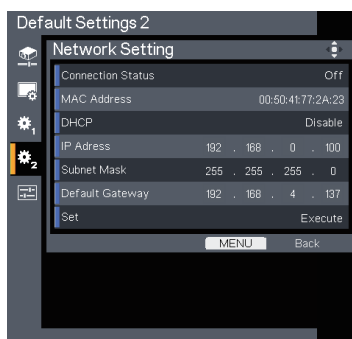 Default Settings 2
Network Setting
Connection Status Off
MAC Address 00:50:41:77:2A:23
DHCP Disable
IP Adress 192 . 168 . 0 . 100
Subnet Mask 255 . 255 . 255 . 0
Default Gateway 192 . 168 . 4 . 137
Set Execute
MENU Back
1
2